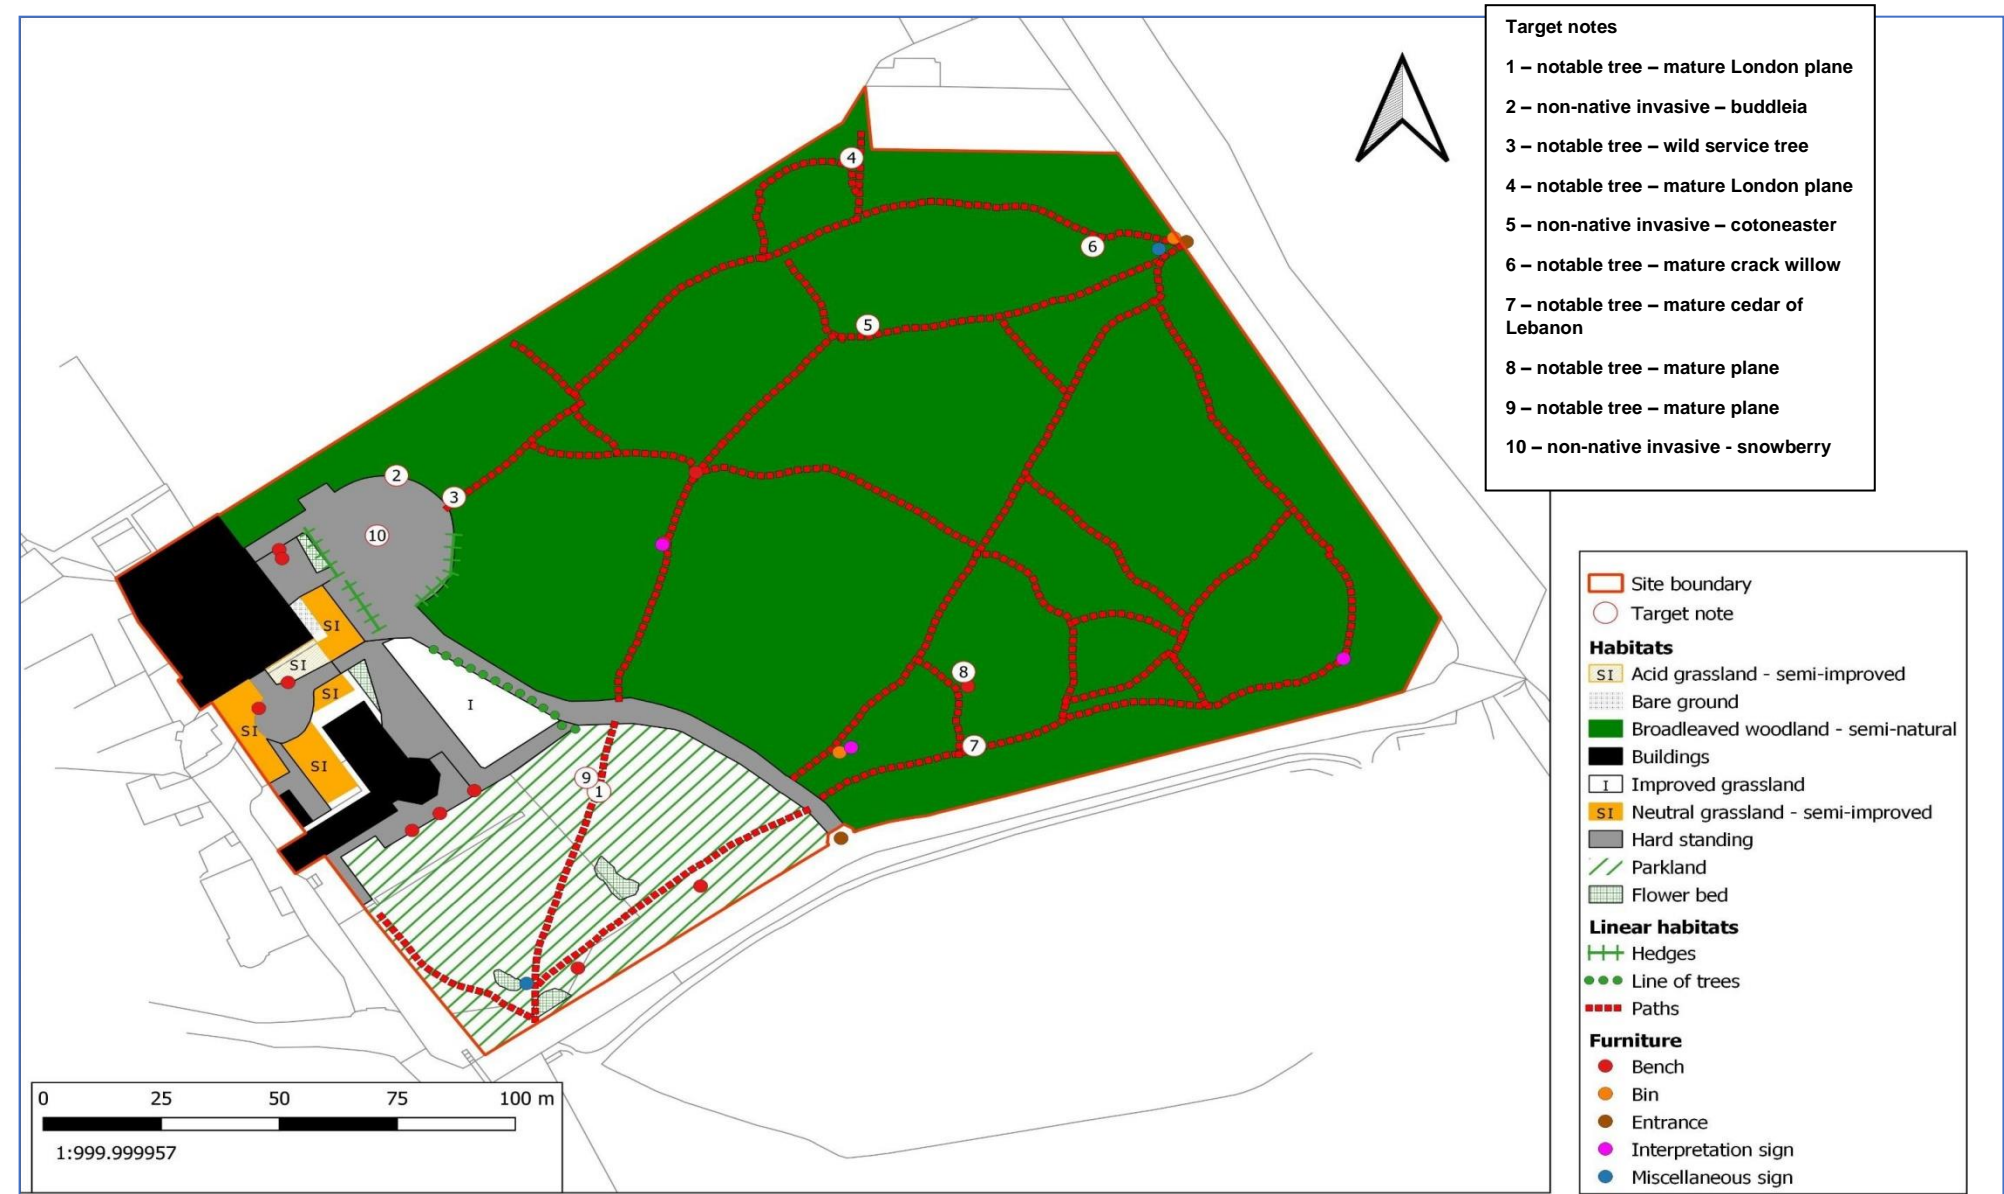 Target notes
1 – notable tree – mature London plane
2 – non-native invasive – buddleia
3 – notable tree – wild service tree
4 – notable tree – mature London plane
5 – non-native invasive – cotoneaster
6 – notable tree – mature crack willow
7 – notable tree – mature cedar of
Lebanon
8 – notable tree – mature plane
9 – notable tree – mature plane
10 – non-native invasive - snowberry
4
6
5
2
3
10
SI
SI
SI
I
SI
SI
8
7
9
1
Site boundary
Target note
Habitats
SI Acid grassland - semi-improved
Bare ground
Broadleaved woodland - semi-natural
Buildings
I Improved grassland
SI Neutral grassland - semi-improved
Hard standing
Parkland
Flower bed
Linear habitats
Hedges
Line of trees
Paths
Furniture
Bench
Bin
Entrance
Interpretation sign
Miscellaneous sign
0 25 50 75 100 m
1:999.999957